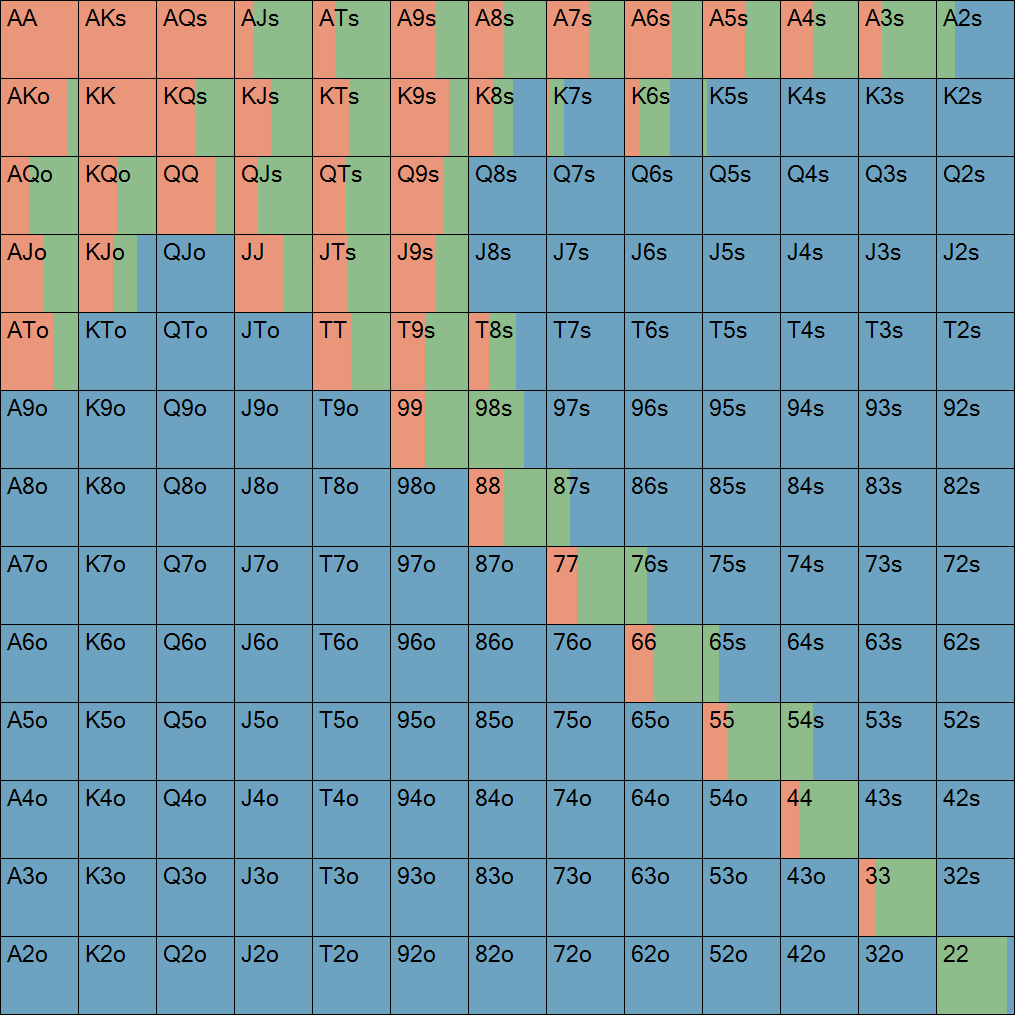 AA AKs AQs AJs ATs A9s A8s A7s A6s A5s A4s A3s A2s
AKo KK KQs KJs KTs K9s K8s K7s K6s K5s K4s K3s K2s
AQo KQo QQ QJs QTs Q9s Q8s Q7s Q6s Q5s Q4s Q3s Q2s
AJo KJo QJo JJ JTs J9s J8s J7s J6s J5s J4s J3s J2s
ATo KTo QTo JTo TT T9s T8s T7s T6s T5s T4s T3s T2s
A9o K9o Q9o J9o T9o 99 98s 97s 96s 95s 94s 93s 92s
A8o K8o Q8o J8o T8o 98o 88 87s 86s 85s 84s 83s 82s
A7o K7o Q7o J7o T7o 97o 87o 77 76s 75s 74s 73s 72s
A6o K6o Q6o J6o T6o 96o 86o 76o 66 65s 64s 63s 62s
A5o K5o Q5o J5o T5o 95o 85o 75o 65o 55 54s 53s 52s
A4o K4o Q4o J4o T4o 94o 84o 74o 64o 54o 44 43s 42s
A3o K3o Q3o J3o T3o 93o 83o 73o 63o 53o 43o 33 32s
A2o K2o Q2o J2o T2o 92o 82o 72o 62o 52o 42o 32o 22